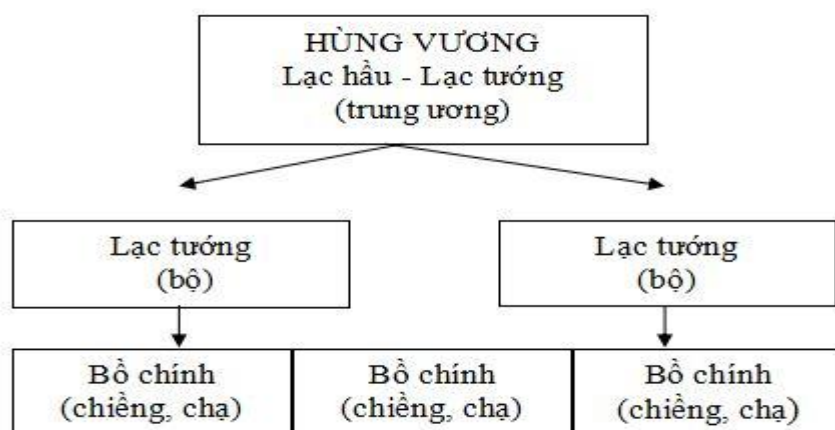 HÙNG VƯƠNG
Lạc hầu - Lạc tướng
(trung ương)
Lạc tướng
(bộ)
Lạc tướng
(bộ)
Bồ chính
(chiềng, chạ)
Bồ chính
(chiềng, chạ)
Bồ chính
(chiềng, chạ)